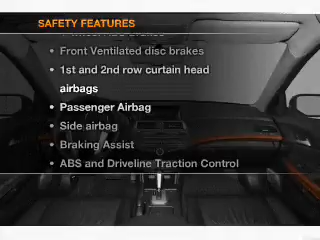 SAFETY FEATURES
• Front Ventilated disc brakes
• 1st and 2nd row curtain head
airbags
• Passenger Airbag
• Side airbag
• Braking Assist
• ABS and Driveline Traction Control